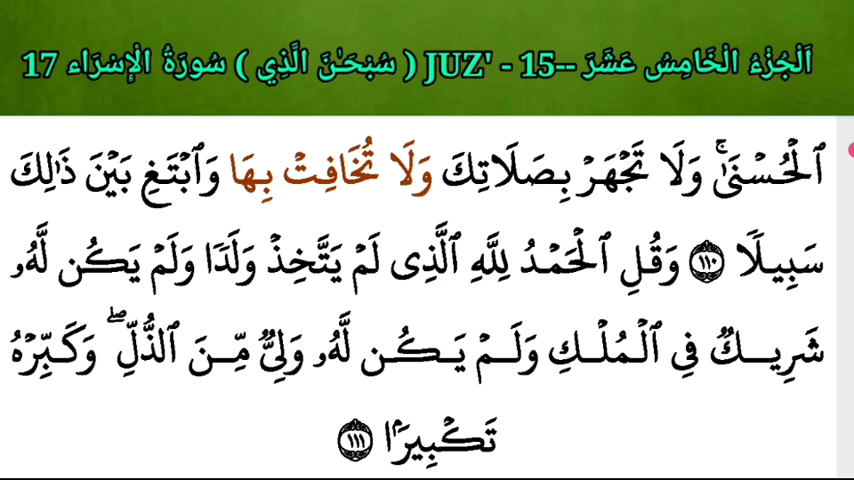 اَلْجُزْءُ الْخَامِسُ عَشَرَ --15 - 'JUZ ( سُبْحَـٰنَ الَّذِي ) سُورَةُ الْإِسْرَاء 17
ٱلْحُسْنَىٰۚ وَلَا تَجْهَرْ بِصَلَاتِكَ وَلَا تُخَافِتْ بِهَا وَٱبْتَغِ بَيْنَ ذَٰلِكَ
سَبِيلًا ١١٠ وَقُلِ ٱلْحَمْدُ لِلَّهِ ٱلَّذِى لَمْ يَتَّخِذْ وَلَدًا وَلَمْ يَكُن لَّهُۥ
شَرِيكٌ فِى ٱلْمُلْكِ وَلَمْ يَكُن لَّهُۥ وَلِىٌّ مِّنَ ٱلذُّلِّۖ وَكَبِّرْهُ
تَكْبِيرًۢا ١١١